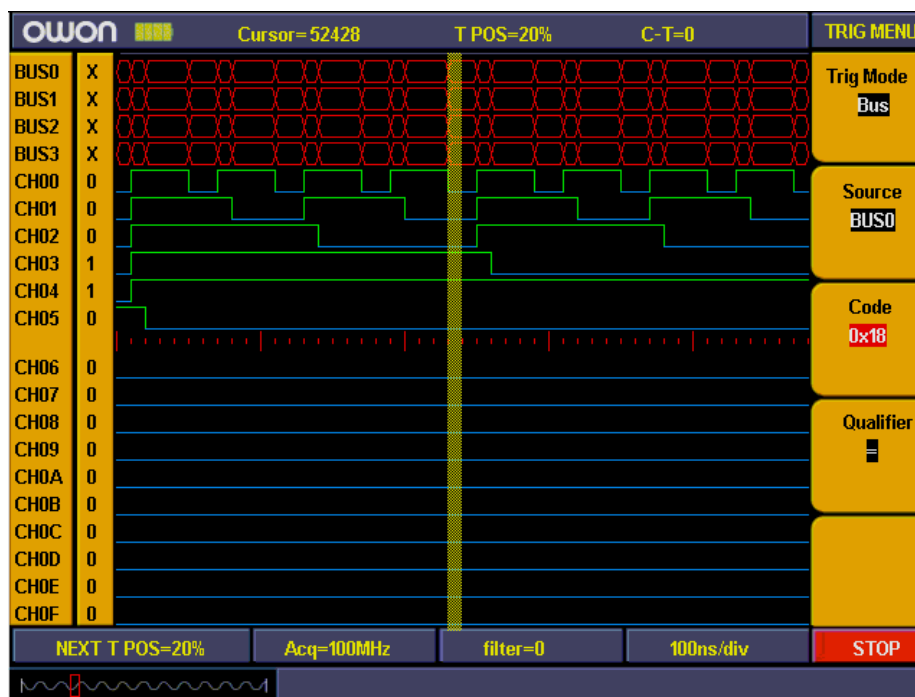 owon Cursor=52428 T POS=20% C-T=0 TRIG MENU
BUS0 X
BUS1 X
BUS2 X
BUS3 X
CH00 0
CH01 0
CH02 0
CH03 1
CH04 1
CH05 0
CH06 0
CH07 0
CH08 0
CH09 0
CH0A 0
CH0B 0
CH0C 0
CH0D 0
CH0E 0
CH0F 0
Trig Mode
Bus
Source
BUS0
Code
0x18
Qualifier
=
NEXT T POS=20% Acq=100MHz filter=0 100ns/div STOP